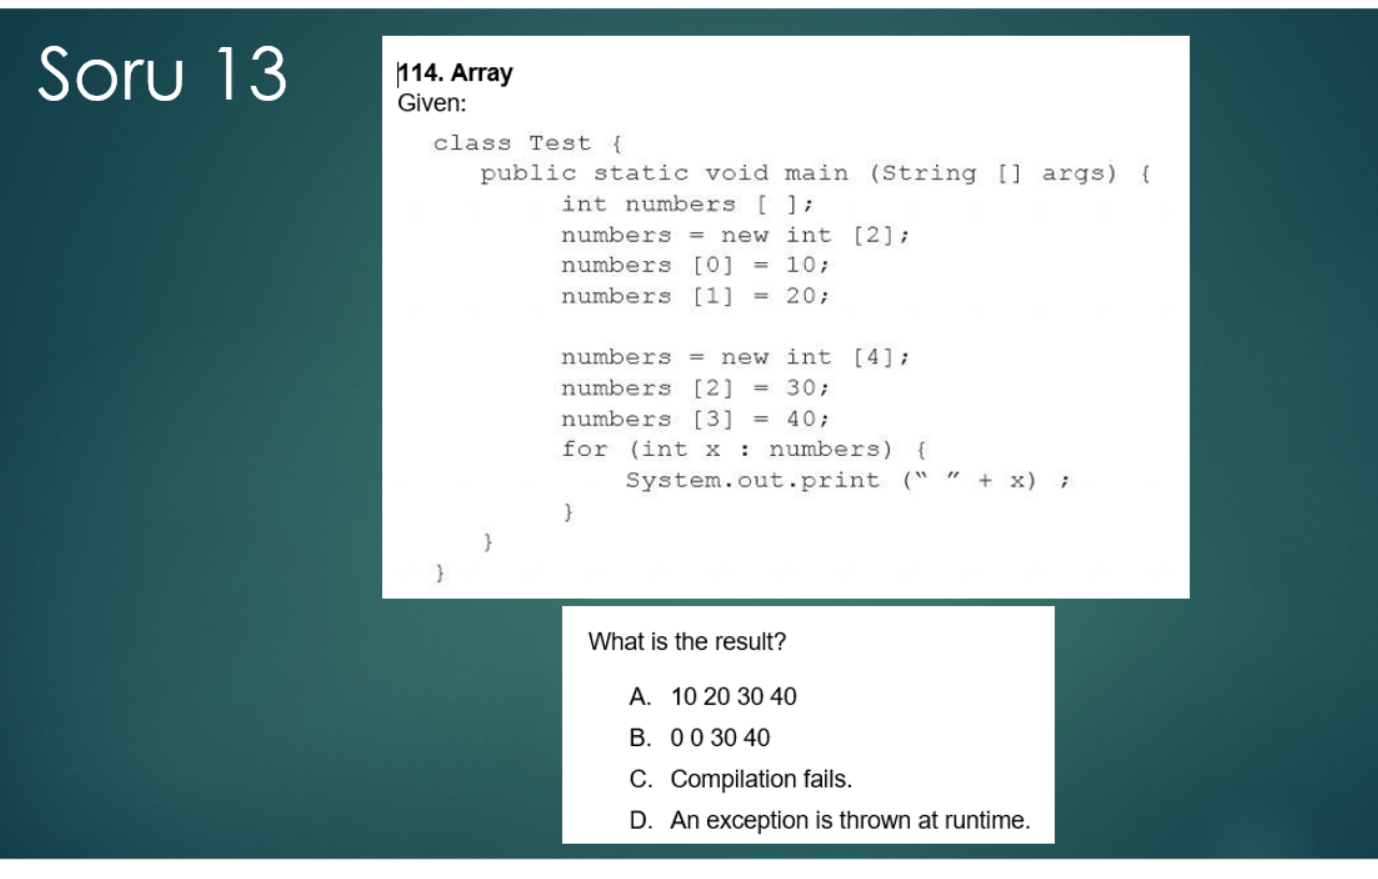 Soru 13
114. Array
Given:
class Test {
public static void main (String [] args) {
int numbers [ ];
numbers = new int [2];
numbers [0] = 10;
numbers [1] = 20;
numbers = new int [4];
numbers [2] = 30;
numbers [3] = 40;
for (int x : numbers) {
System.out.print (“ ” + x) ;
}
}
}
What is the result?
A. 10 20 30 40
B. 0 0 30 40
C. Compilation fails.
D. An exception is thrown at runtime.